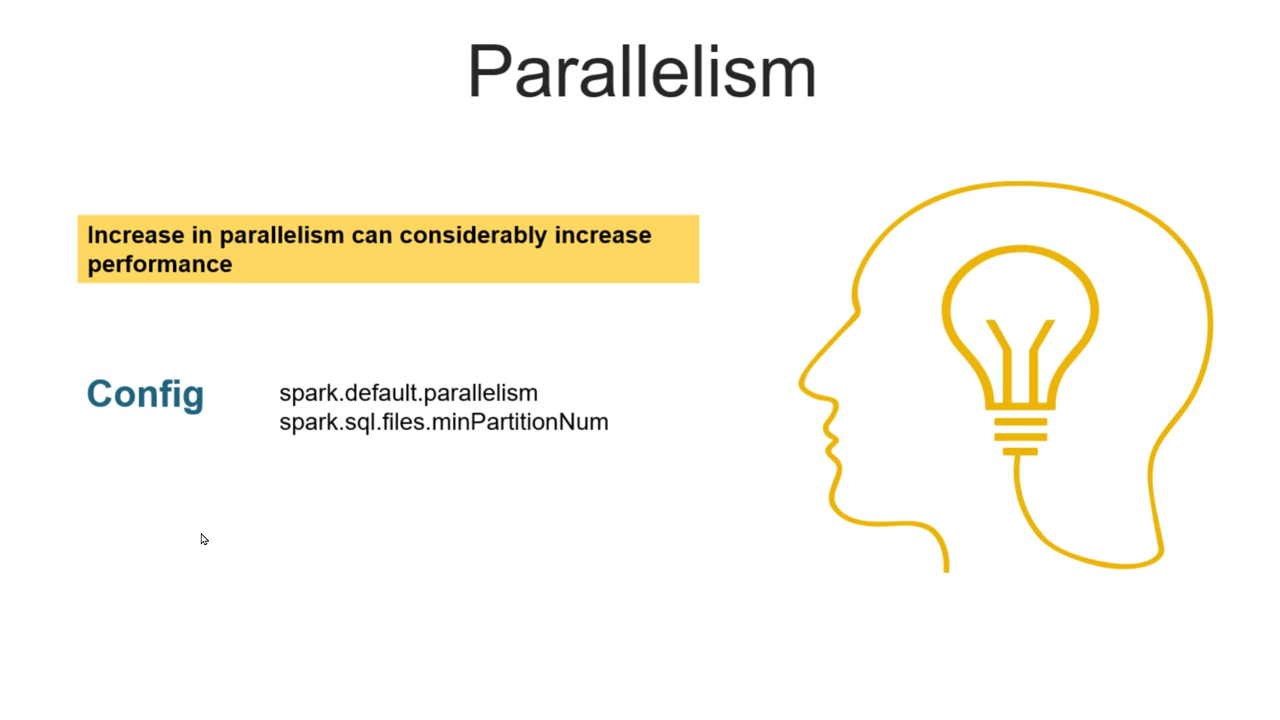 Parallelism
Increase in parallelism can considerably increase
performance
Config
spark.default.parallelism
spark.sql.files.minPartitionNum